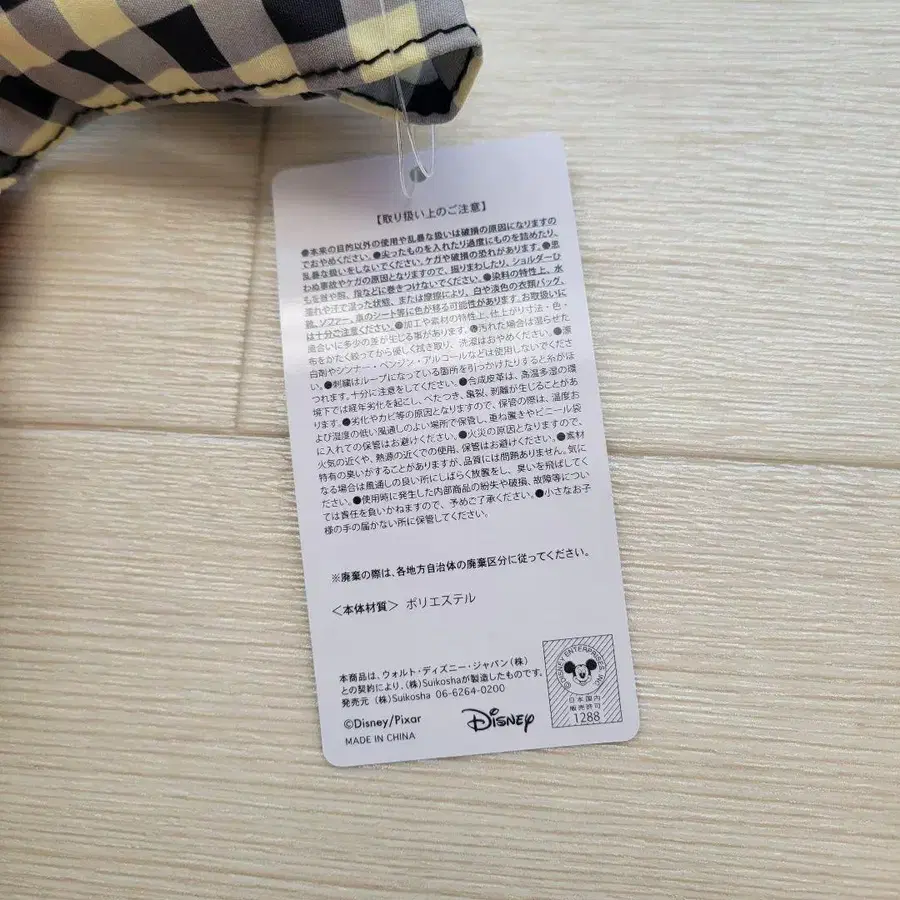 【取り扱い上のご注意】
●本来の目的以外の使用や乱暴な扱いは破損の原因になりますの
でおやめください。●尖ったものを入れたり過度にものを詰めたり、
乱暴な扱いをしないでください。ケガや破損の恐れがあります。●思
わぬ事故やケガの原因となりますので、振りまわしたり、ショルダーひ
もを首や腕、指などに巻きつけないでください。●染料の特性上、水
濡れや汗で湿った状態、または摩擦により、白や淡色の衣類バッグ、
靴、ソファー、車のシート等に色が移る可能性があります。お取扱いに
は十分ご注意ください。●加工や素材の特性上、仕上がり寸法・色・
風合いに多少の差が生じる事があります。●汚れた場合は湿らせた
布をかたく絞ってから優しく拭き取り、洗濯はおやめください。●漂
白剤やシンナー・ベンジン・アルコールなどは使用しないでくださ
い。●刺繍はループになっている箇所を引っかけたりすると糸がほ
つれます。十分に注意をしてください。●合成皮革は、高温多湿の環
境下では経年劣化を起こし、べたつき、亀裂、剥離が生じることがあ
ります。●劣化やカビ等の原因となりますので、保管の際は、温度お
よび湿度の低い風通しのよい場所で保管し、重ね置きやビニール袋
に入れての保管はお避けください。●火災の原因となりますので、
火気の近くや、熱源の近くでの使用、保管はお避けください。●素材
特有の臭いがすることがありますが、品質には問題ありません。気に
なる場合は風通しの良い所にしばらく放置をし、臭いを飛ばしてく
ださい。●使用時に発生した内部商品の紛失や破損、故障等につい
ては責任を負いかねますので、予めご了承ください。●小さなお子
様の手の届かない所に保管してください。
※廃棄の際は、各地方自治体の廃棄区分に従ってください。
＜本体材質＞ ポリエステル
本商品は、ウォルト・ディズニー・ジャパン(株)
との契約により、(株)Suikoshaが製造したものです。
発売元 (株)Suikosha 06-6264-0200
©Disney/Pixar
MADE IN CHINA
Disney
©DISNEY ENTERPRISES, INC.
日本国内
販売許可
1288